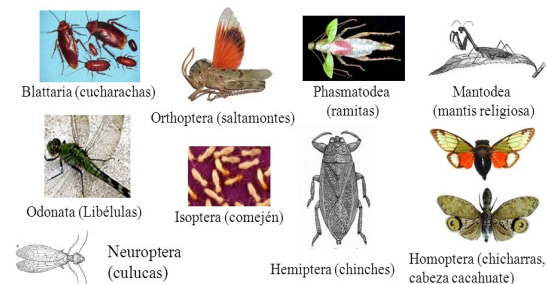 Blattaria (cucharachas)
Orthoptera (saltamontes)
Phasmatodea
(ramitas)
Mantodea
(mantis religiosa)
Odonata (Libélulas)
Isoptera (comején)
Hemiptera (chinches)
Homoptera (chicharras,
cabeza cacahuate)
Neuroptera
(culucas)